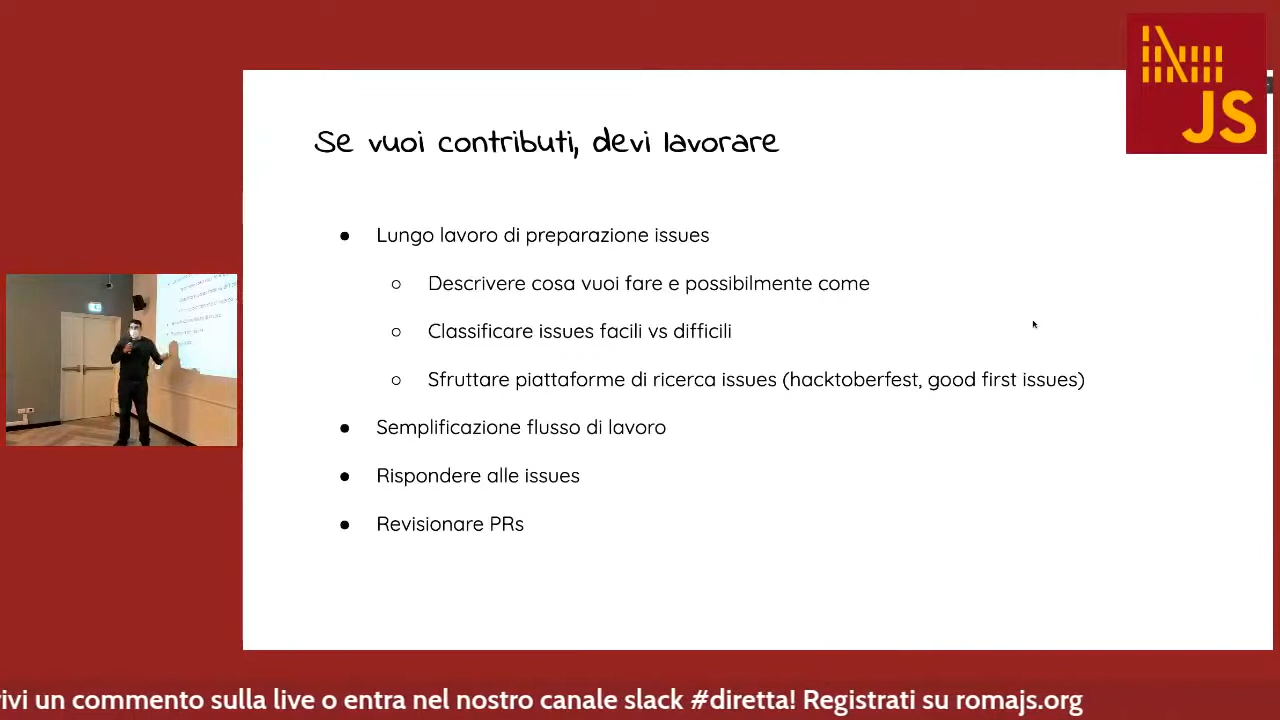 JS
Se vuoi contributi, devi lavorare
● Lungo lavoro di preparazione issues
○ Descrivere cosa vuoi fare e possibilmente come
○ Classificare issues facili vs difficili
○ Sfruttare piattaforme di ricerca issues (hacktoberfest, good first issues)
● Semplificazione flusso di lavoro
● Rispondere alle issues
● Revisionare PRs
ivi un commento sulla live o entra nel nostro canale slack #diretta! Registrati su romajs.org